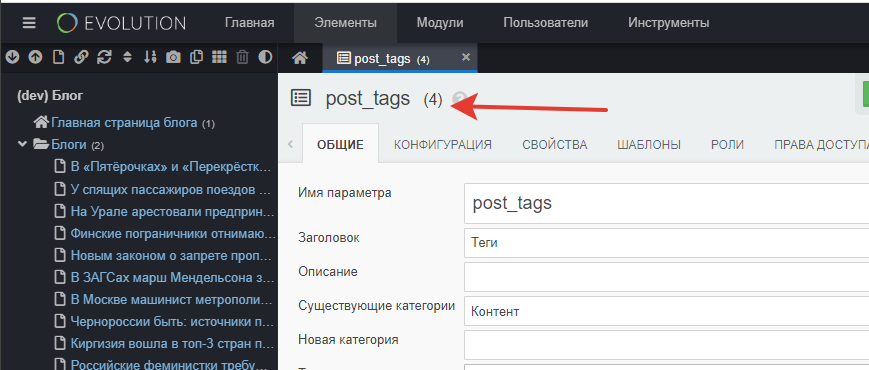 EVOLUTION Главная Элементы Модули Пользователи Инструменты
post_tags (4) ×
(dev) Блог
Главная страница блога (1)
Блоги (2)
В «Пятёрочках» и «Перекрёстк...
У спящих пассажиров поездов ...
На Урале арестовали предприн...
Финские пограничники отнимаю...
Новым законом о запрете проп...
В ЗАГСах марш Мендельсона з...
В Москве машинист метрополи...
Чернороссии быть: источники п...
Киргизия вошла в топ-3 стран п...
Российские феминистки требу...
post_tags (4)
ОБЩИЕ КОНФИГУРАЦИЯ СВОЙСТВА ШАБЛОНЫ РОЛИ ПРАВА ДОСТУПА
Имя параметра post_tags
Заголовок Теги
Описание
Существующие категории Контент
Новая категория